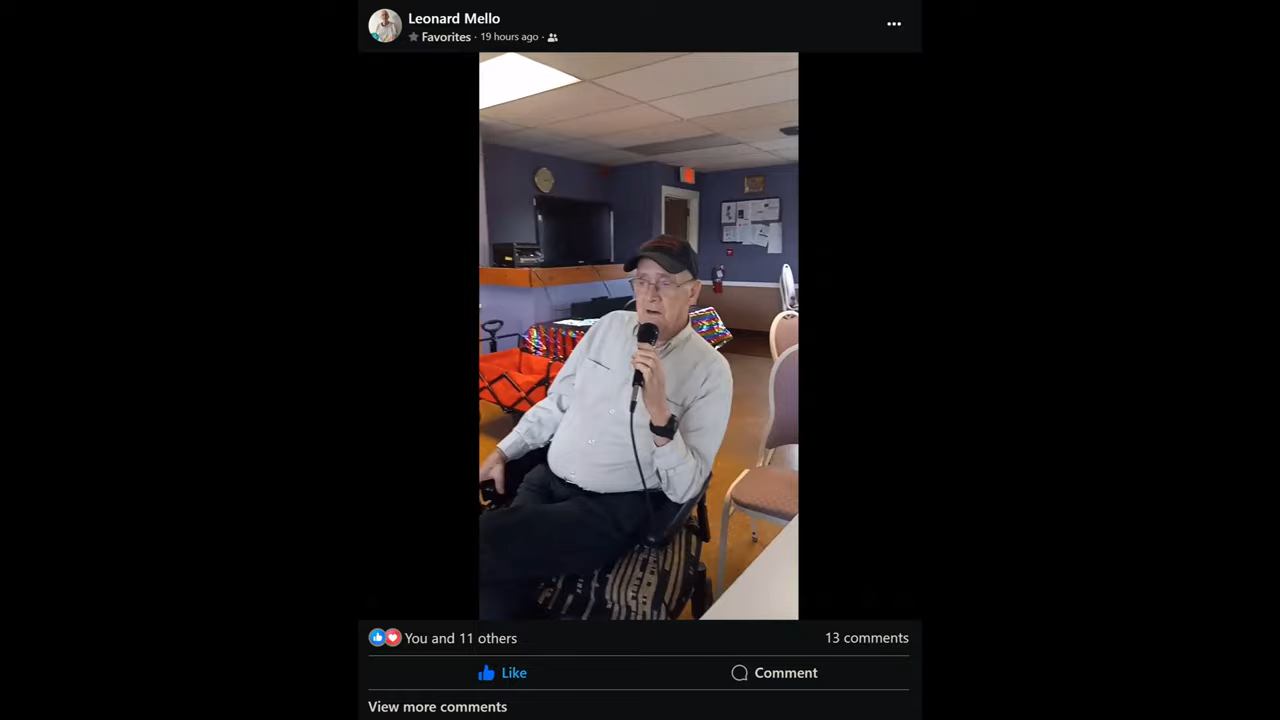 Leonard Mello
Favorites · 19 hours ago ·
You and 11 others
13 comments
Like
Comment
View more comments